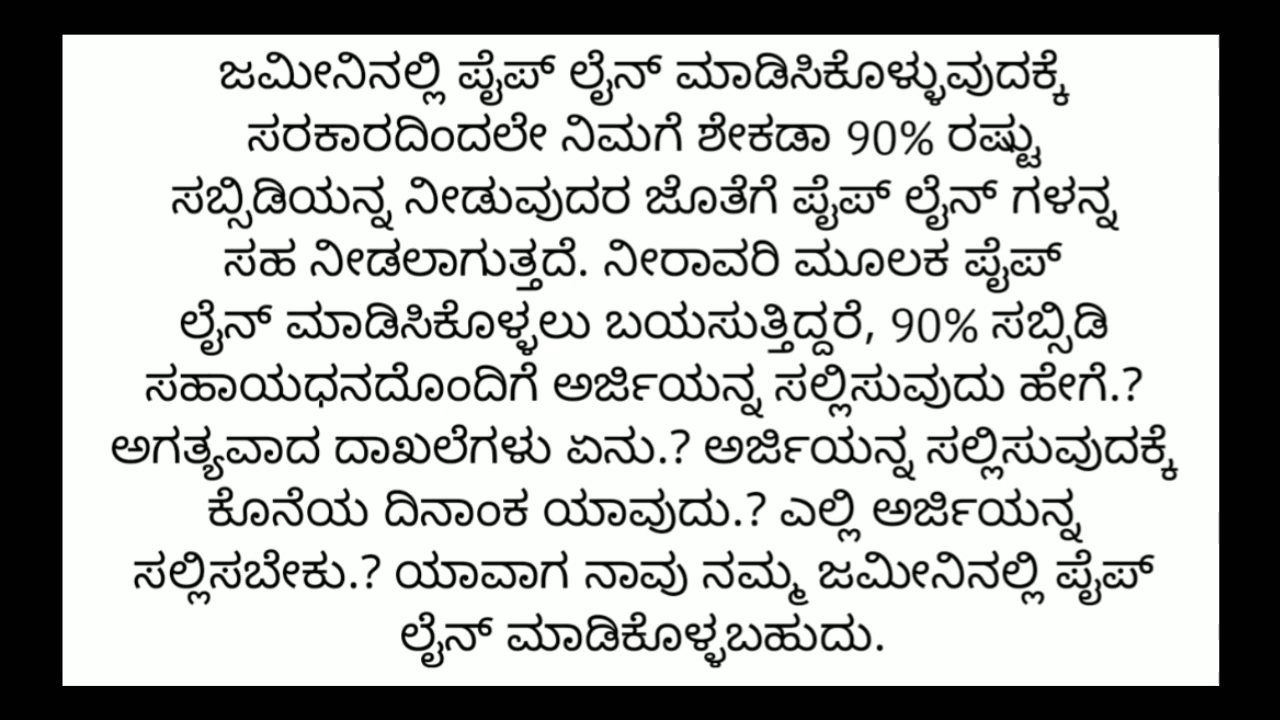 ಜಮೀನಿನಲ್ಲಿ ಪೈಪ್ ಲೈನ್ ಮಾಡಿಸಿಕೊಳ್ಳುವುದಕ್ಕೆ
ಸರಕಾರದಿಂದಲೇ ನಿಮಗೆ ಶೇಕಡಾ 90% ರಷ್ಟು
ಸಬ್ಸಿಡಿಯನ್ನ ನೀಡುವುದರ ಜೊತೆಗೆ ಪೈಪ್ ಲೈನ್ ಗಳನ್ನ
ಸಹ ನೀಡಲಾಗುತ್ತದೆ. ನೀರಾವರಿ ಮೂಲಕ ಪೈಪ್
ಲೈನ್ ಮಾಡಿಸಿಕೊಳ್ಳಲು ಬಯಸುತ್ತಿದ್ದರೆ, 90% ಸಬ್ಸಿಡಿ
ಸಹಾಯಧನದೊಂದಿಗೆ ಅರ್ಜಿಯನ್ನ ಸಲ್ಲಿಸುವುದು ಹೇಗೆ.?
ಅಗತ್ಯವಾದ ದಾಖಲೆಗಳು ಏನು.? ಅರ್ಜಿಯನ್ನ ಸಲ್ಲಿಸುವುದಕ್ಕೆ
ಕೊನೆಯ ದಿನಾಂಕ ಯಾವುದು.? ಎಲ್ಲಿ ಅರ್ಜಿಯನ್ನ
ಸಲ್ಲಿಸಬೇಕು.? ಯಾವಾಗ ನಾವು ನಮ್ಮ ಜಮೀನಿನಲ್ಲಿ ಪೈಪ್
ಲೈನ್ ಮಾಡಿಕೊಳ್ಳಬಹುದು.